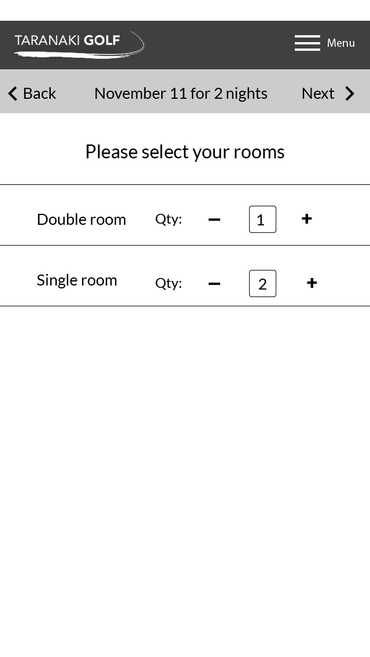 TARANAKI GOLF
Menu
Back November 11 for 2 nights Next
Please select your rooms
Double room Qty: − 1 +
Single room Qty: − 2 +